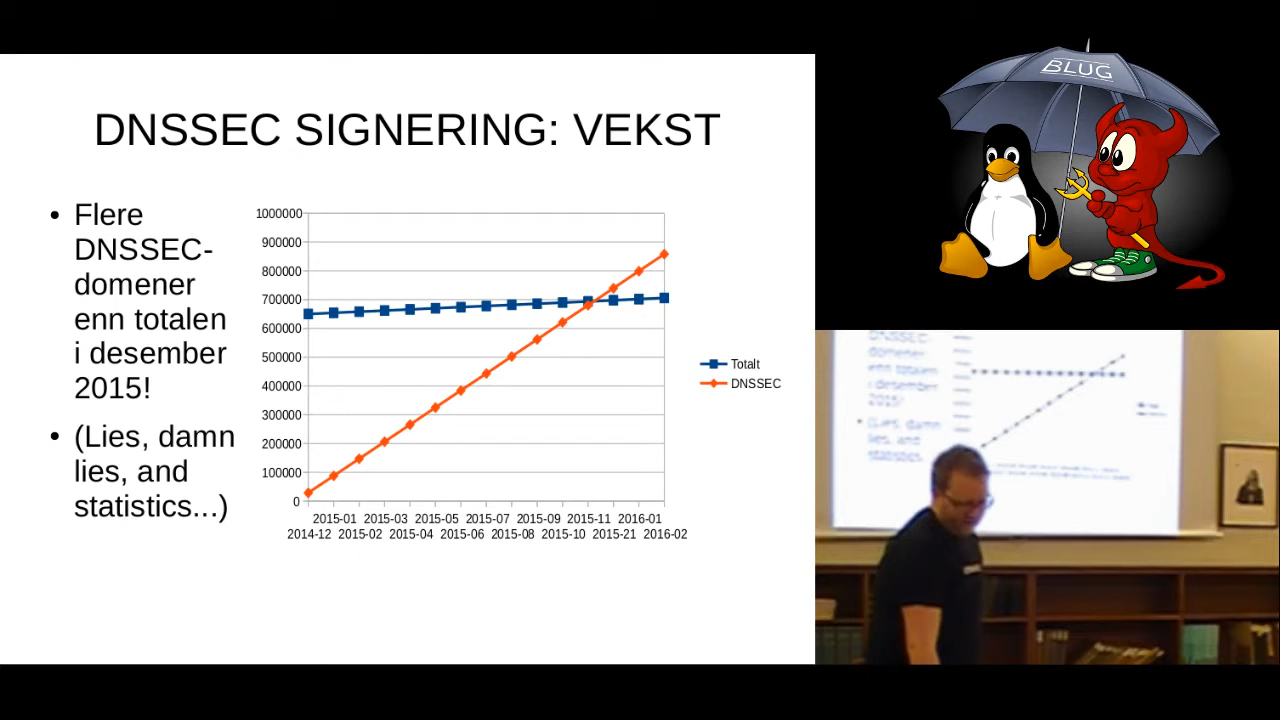 DNSSEC SIGNERING: VEKST
• Flere
DNSSEC-
domener
enn totalen
i desember
2015!
• (Lies, damn
lies, and
statistics...)
1000000
900000
800000
700000
600000
500000
400000
300000
200000
100000
0
2015-01 2015-03 2015-05 2015-07 2015-09 2015-11 2016-01
2014-12 2015-02 2015-04 2015-06 2015-08 2015-10 2015-21 2016-02
Totalt
DNSSEC
BLUG